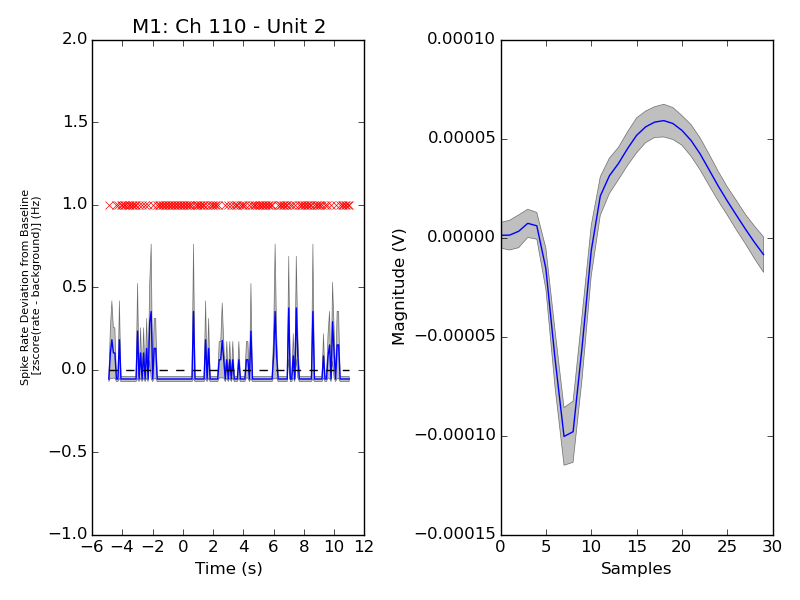 M1: Ch 110 - Unit 2
2.0
1.5
1.0
0.5
0.0
−0.5
−1.0
−6 −4 −2 0 2 4 6 8 10 12
Time (s)
Spike Rate Deviation from Baseline
[zscore(rate - background)] (Hz)
0.00010
0.00005
0.00000
−0.00005
−0.00010
−0.00015
0 5 10 15 20 25 30
Samples
Magnitude (V)